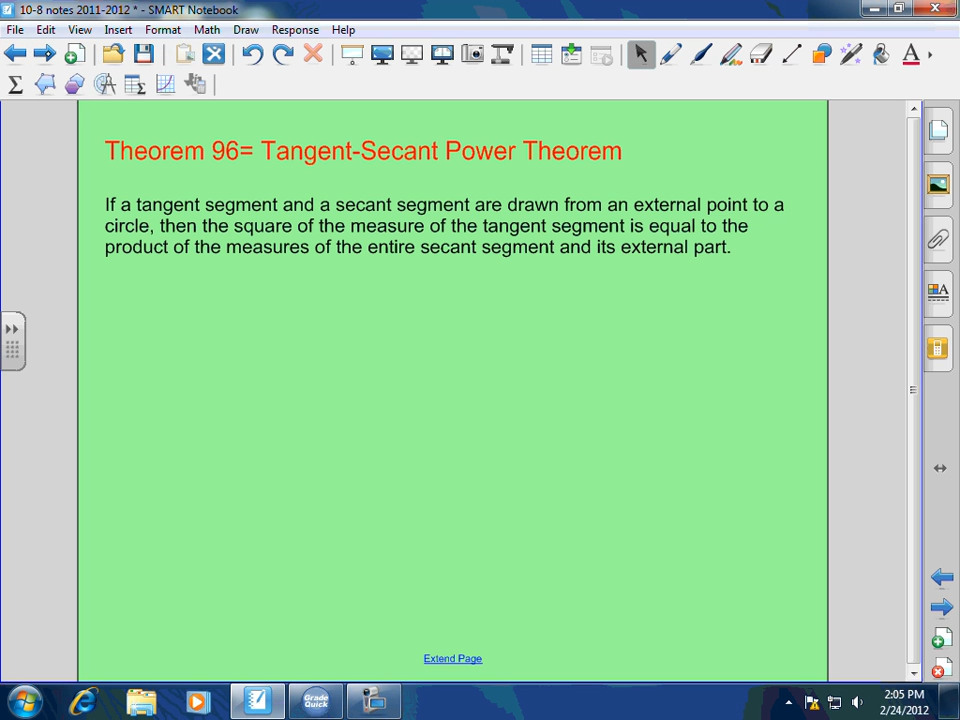 10-8 notes 2011-2012 * - SMART Notebook
File Edit View Insert Format Math Draw Response Help
Theorem 96= Tangent-Secant Power Theorem
If a tangent segment and a secant segment are drawn from an external point to a
circle, then the square of the measure of the tangent segment is equal to the
product of the measures of the entire secant segment and its external part.
Extend Page
Grade
Quick
2:05 PM
2/24/2012